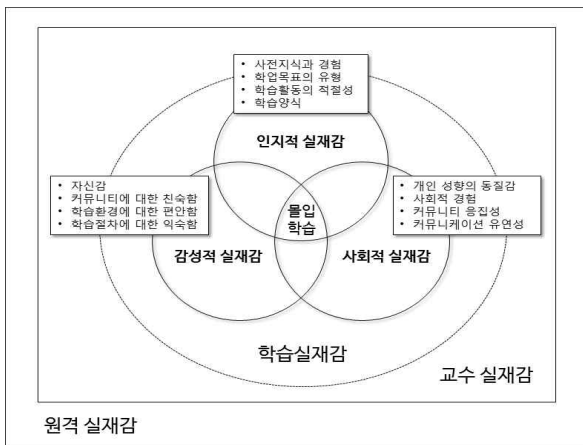 • 사전지식과 경험
• 학업목표의 유형
• 학습활동의 적절성
• 학습양식
인지적 실재감
• 자신감
• 커뮤니티에 대한 친숙함
• 학습환경에 대한 편안함
• 학습절차에 대한 익숙함
• 개인 성향의 동질감
• 사회적 경험
• 커뮤니티 응집성
• 커뮤니케이션 유연성
몰입
학습
감성적 실재감
사회적 실재감
학습실재감
교수 실재감
원격 실재감